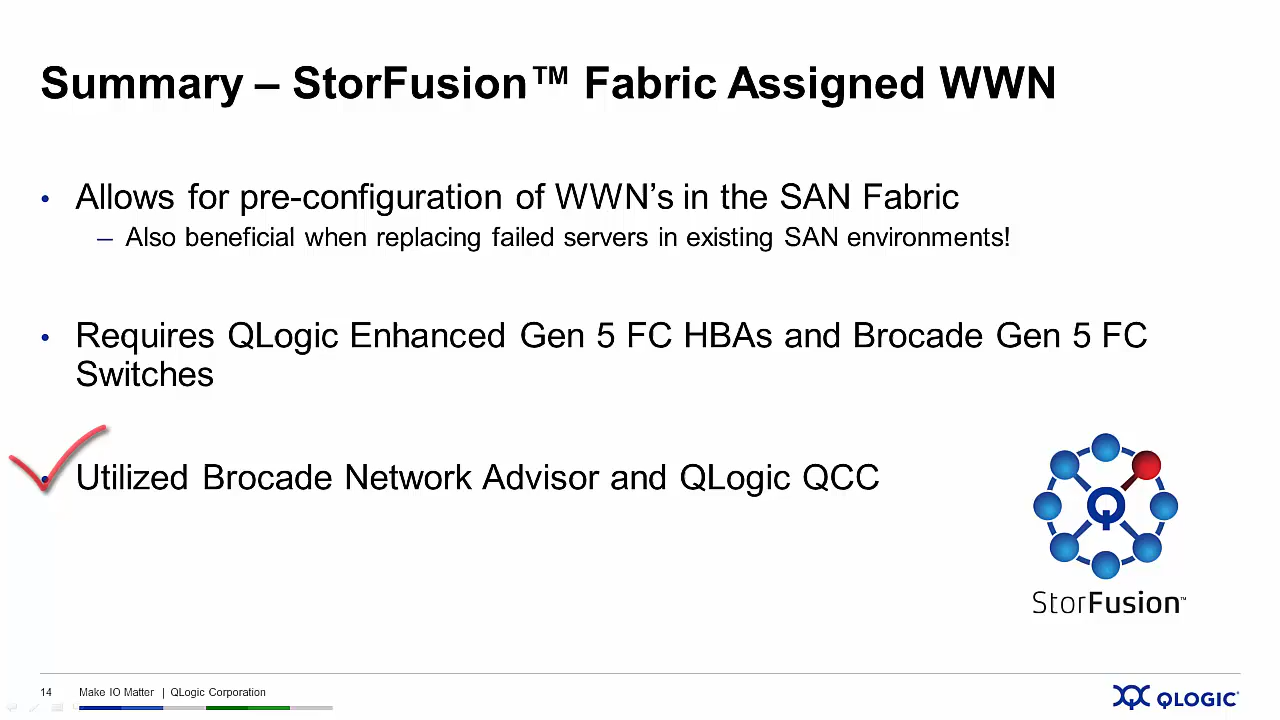 Summary – StorFusion™ Fabric Assigned WWN
• Allows for pre-configuration of WWN’s in the SAN Fabric
– Also beneficial when replacing failed servers in existing SAN environments!
• Requires QLogic Enhanced Gen 5 FC HBAs and Brocade Gen 5 FC
Switches
• Utilized Brocade Network Advisor and QLogic QCC
Q
StorFusion™
14 Make IO Matter | QLogic Corporation
QLOGIC®